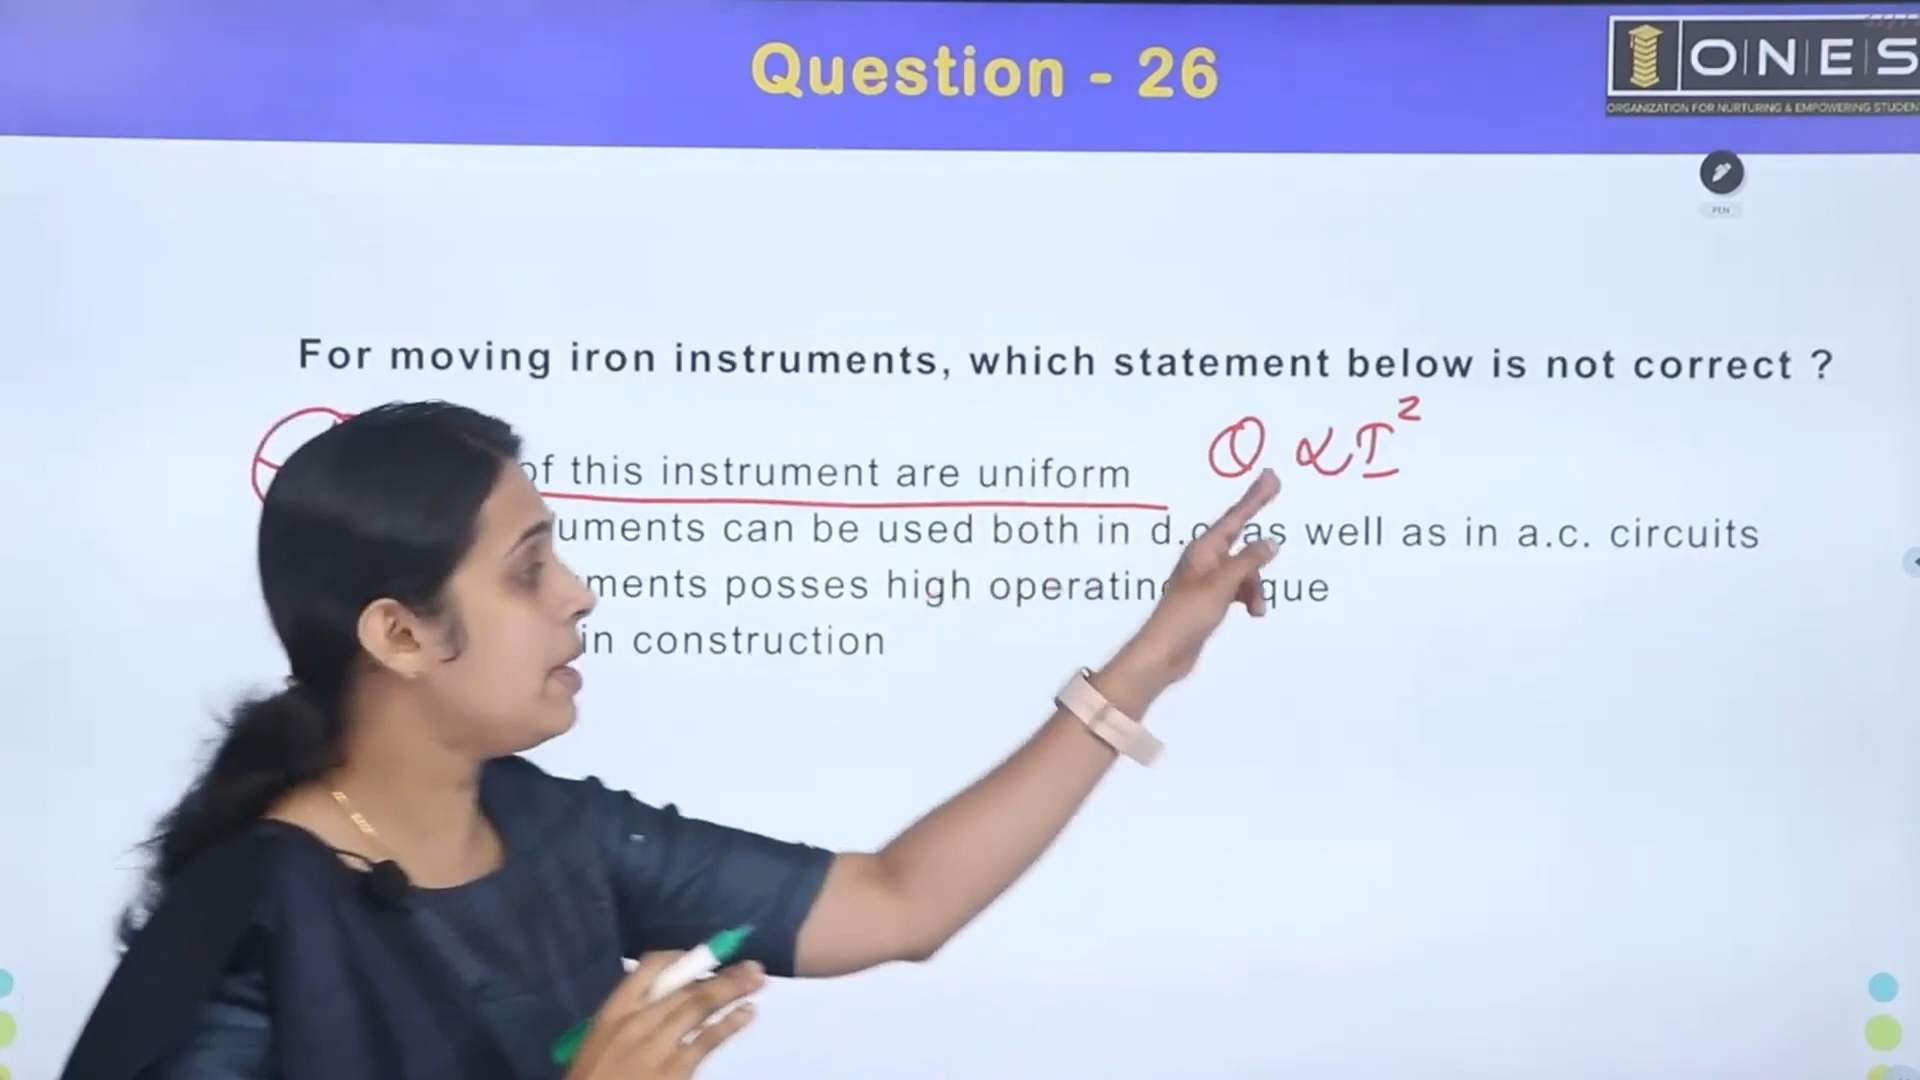 Question - 26
O|N|E|S
ORGANIZATION FOR NURTURING & EMPOWERING STUDEN
PEN
For moving iron instruments, which statement below is not correct ?
of this instrument are uniform
θ ∝ I²
uments can be used both in d.c. as well as in a.c. circuits
ments posses high operating que
in construction